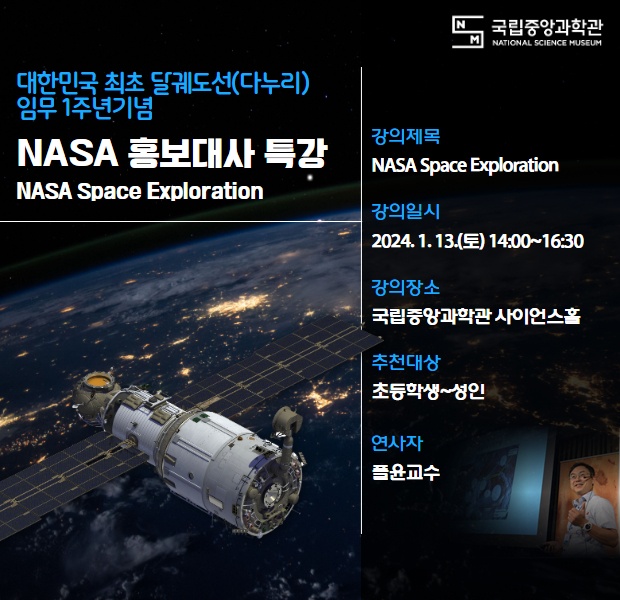 NSM
국립중앙과학관
NATIONAL SCIENCE MUSEUM
대한민국 최초 달궤도선(다누리)
임무 1주년기념
NASA 홍보대사 특강
NASA Space Exploration
강의제목
NASA Space Exploration
강의일시
2024. 1. 13.(토) 14:00~16:30
강의장소
국립중앙과학관 사이언스홀
추천대상
초등학생~성인
연사자
폴윤교수